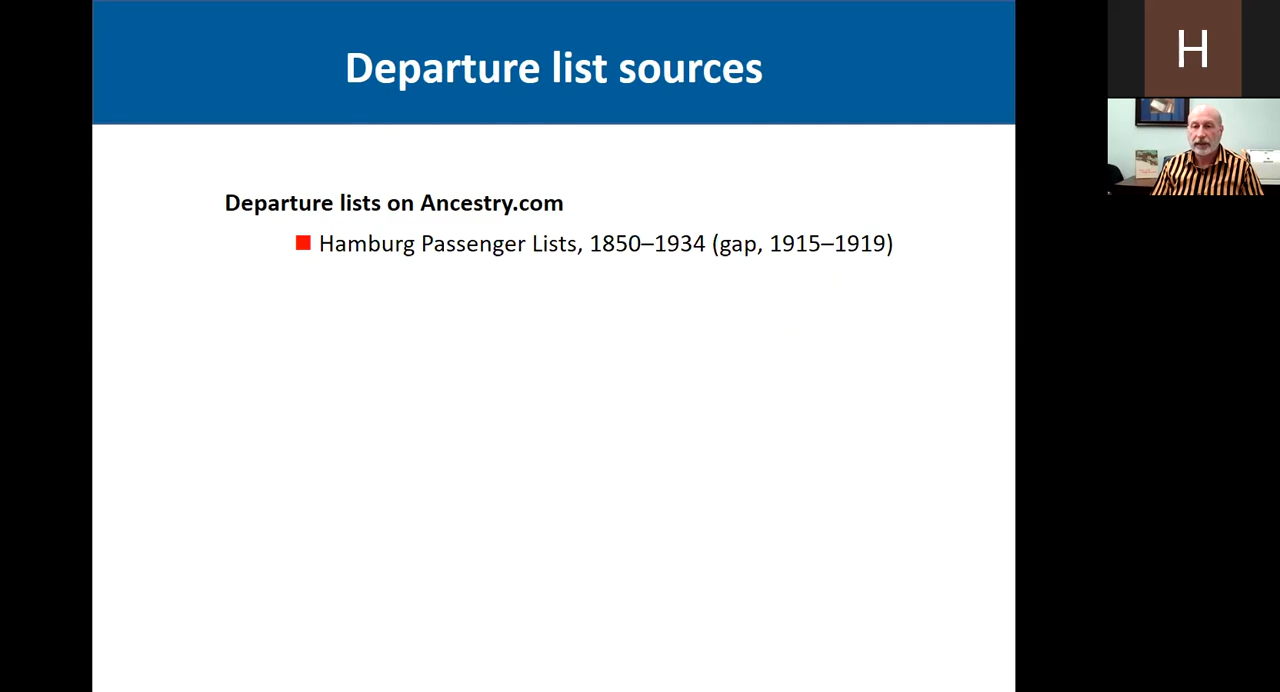 Departure list sources
Departure lists on Ancestry.com
Hamburg Passenger Lists, 1850–1934 (gap, 1915–1919)
H